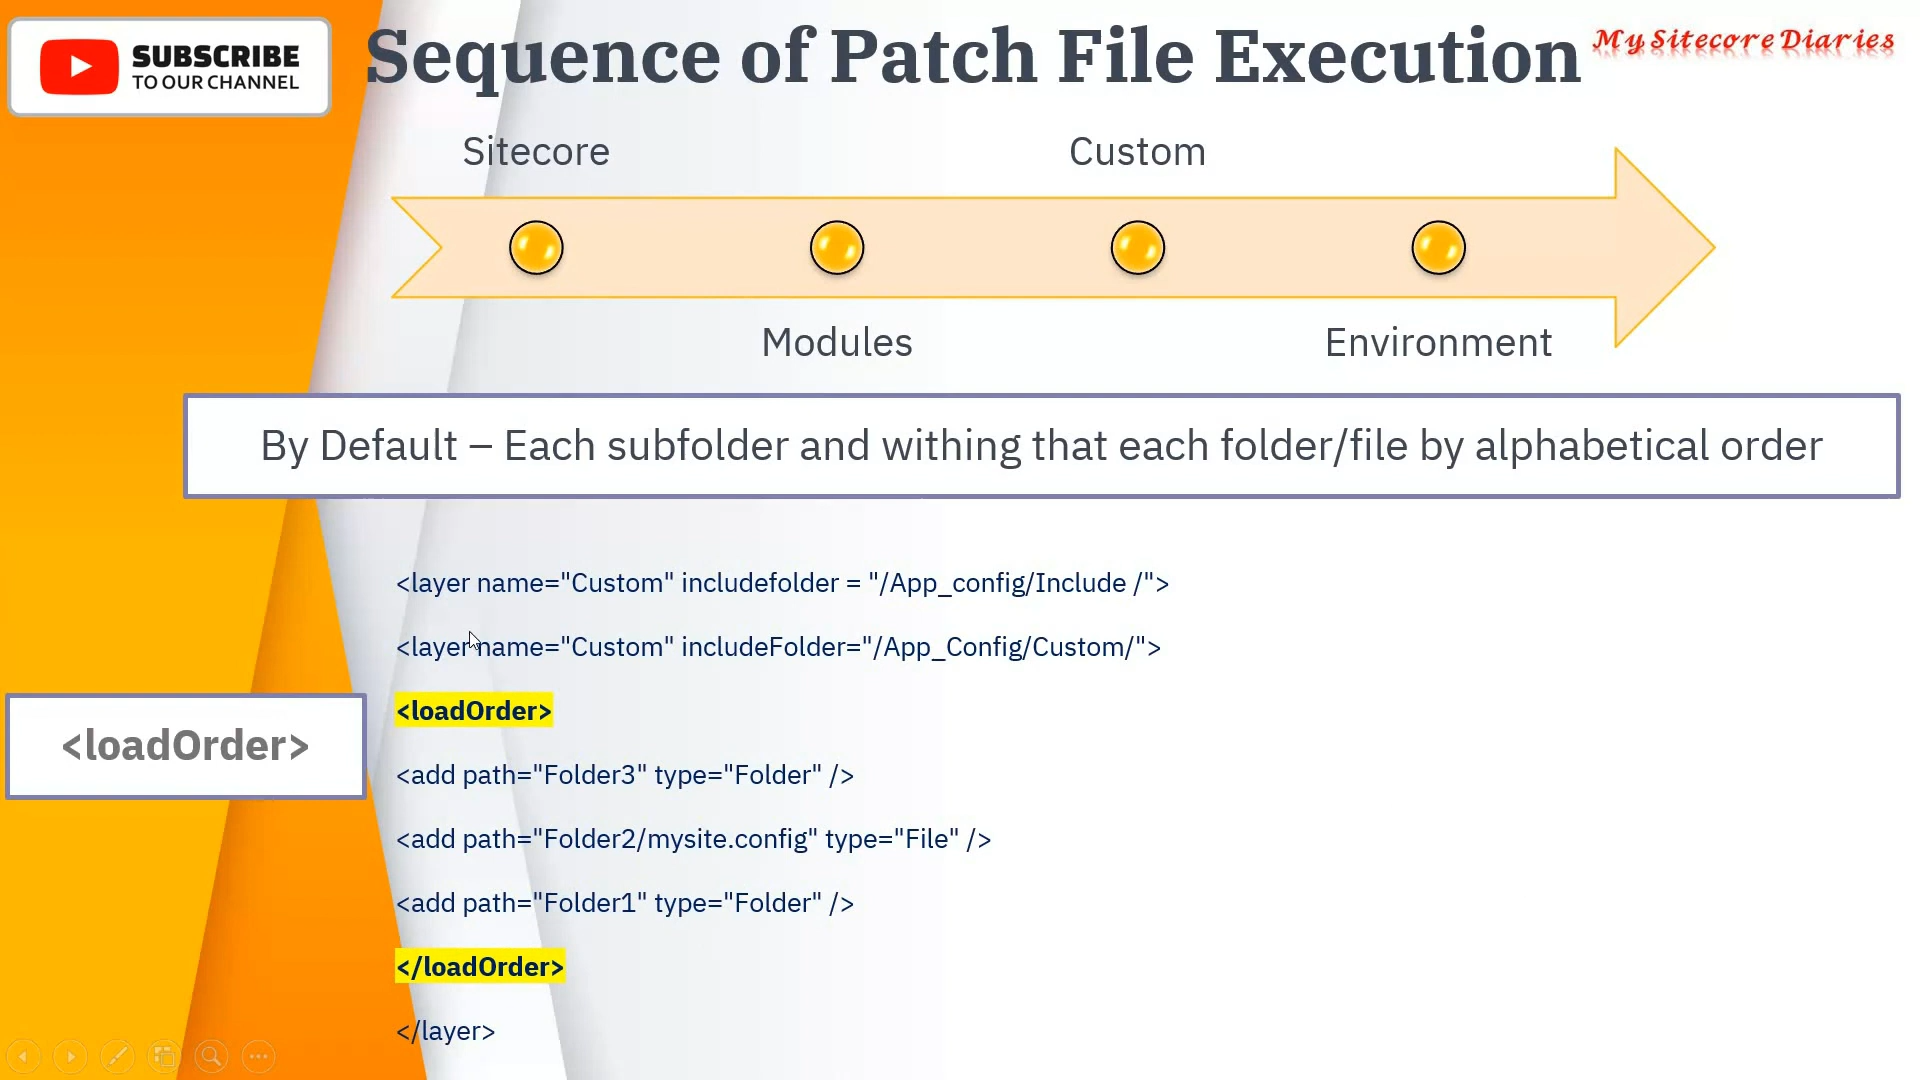 SUBSCRIBE
TO OUR CHANNEL
Sequence of Patch File Execution
My Sitecore Diaries
Sitecore
Custom
Modules
Environment
By Default – Each subfolder and withing that each folder/file by alphabetical order
<layer name="Custom" includefolder = "/App_config/Include /">
<layer name="Custom" includeFolder="/App_Config/Custom/">
<loadOrder>
<loadOrder>
<add path="Folder3" type="Folder" />
<add path="Folder2/mysite.config" type="File" />
<add path="Folder1" type="Folder" />
</loadOrder>
</layer>